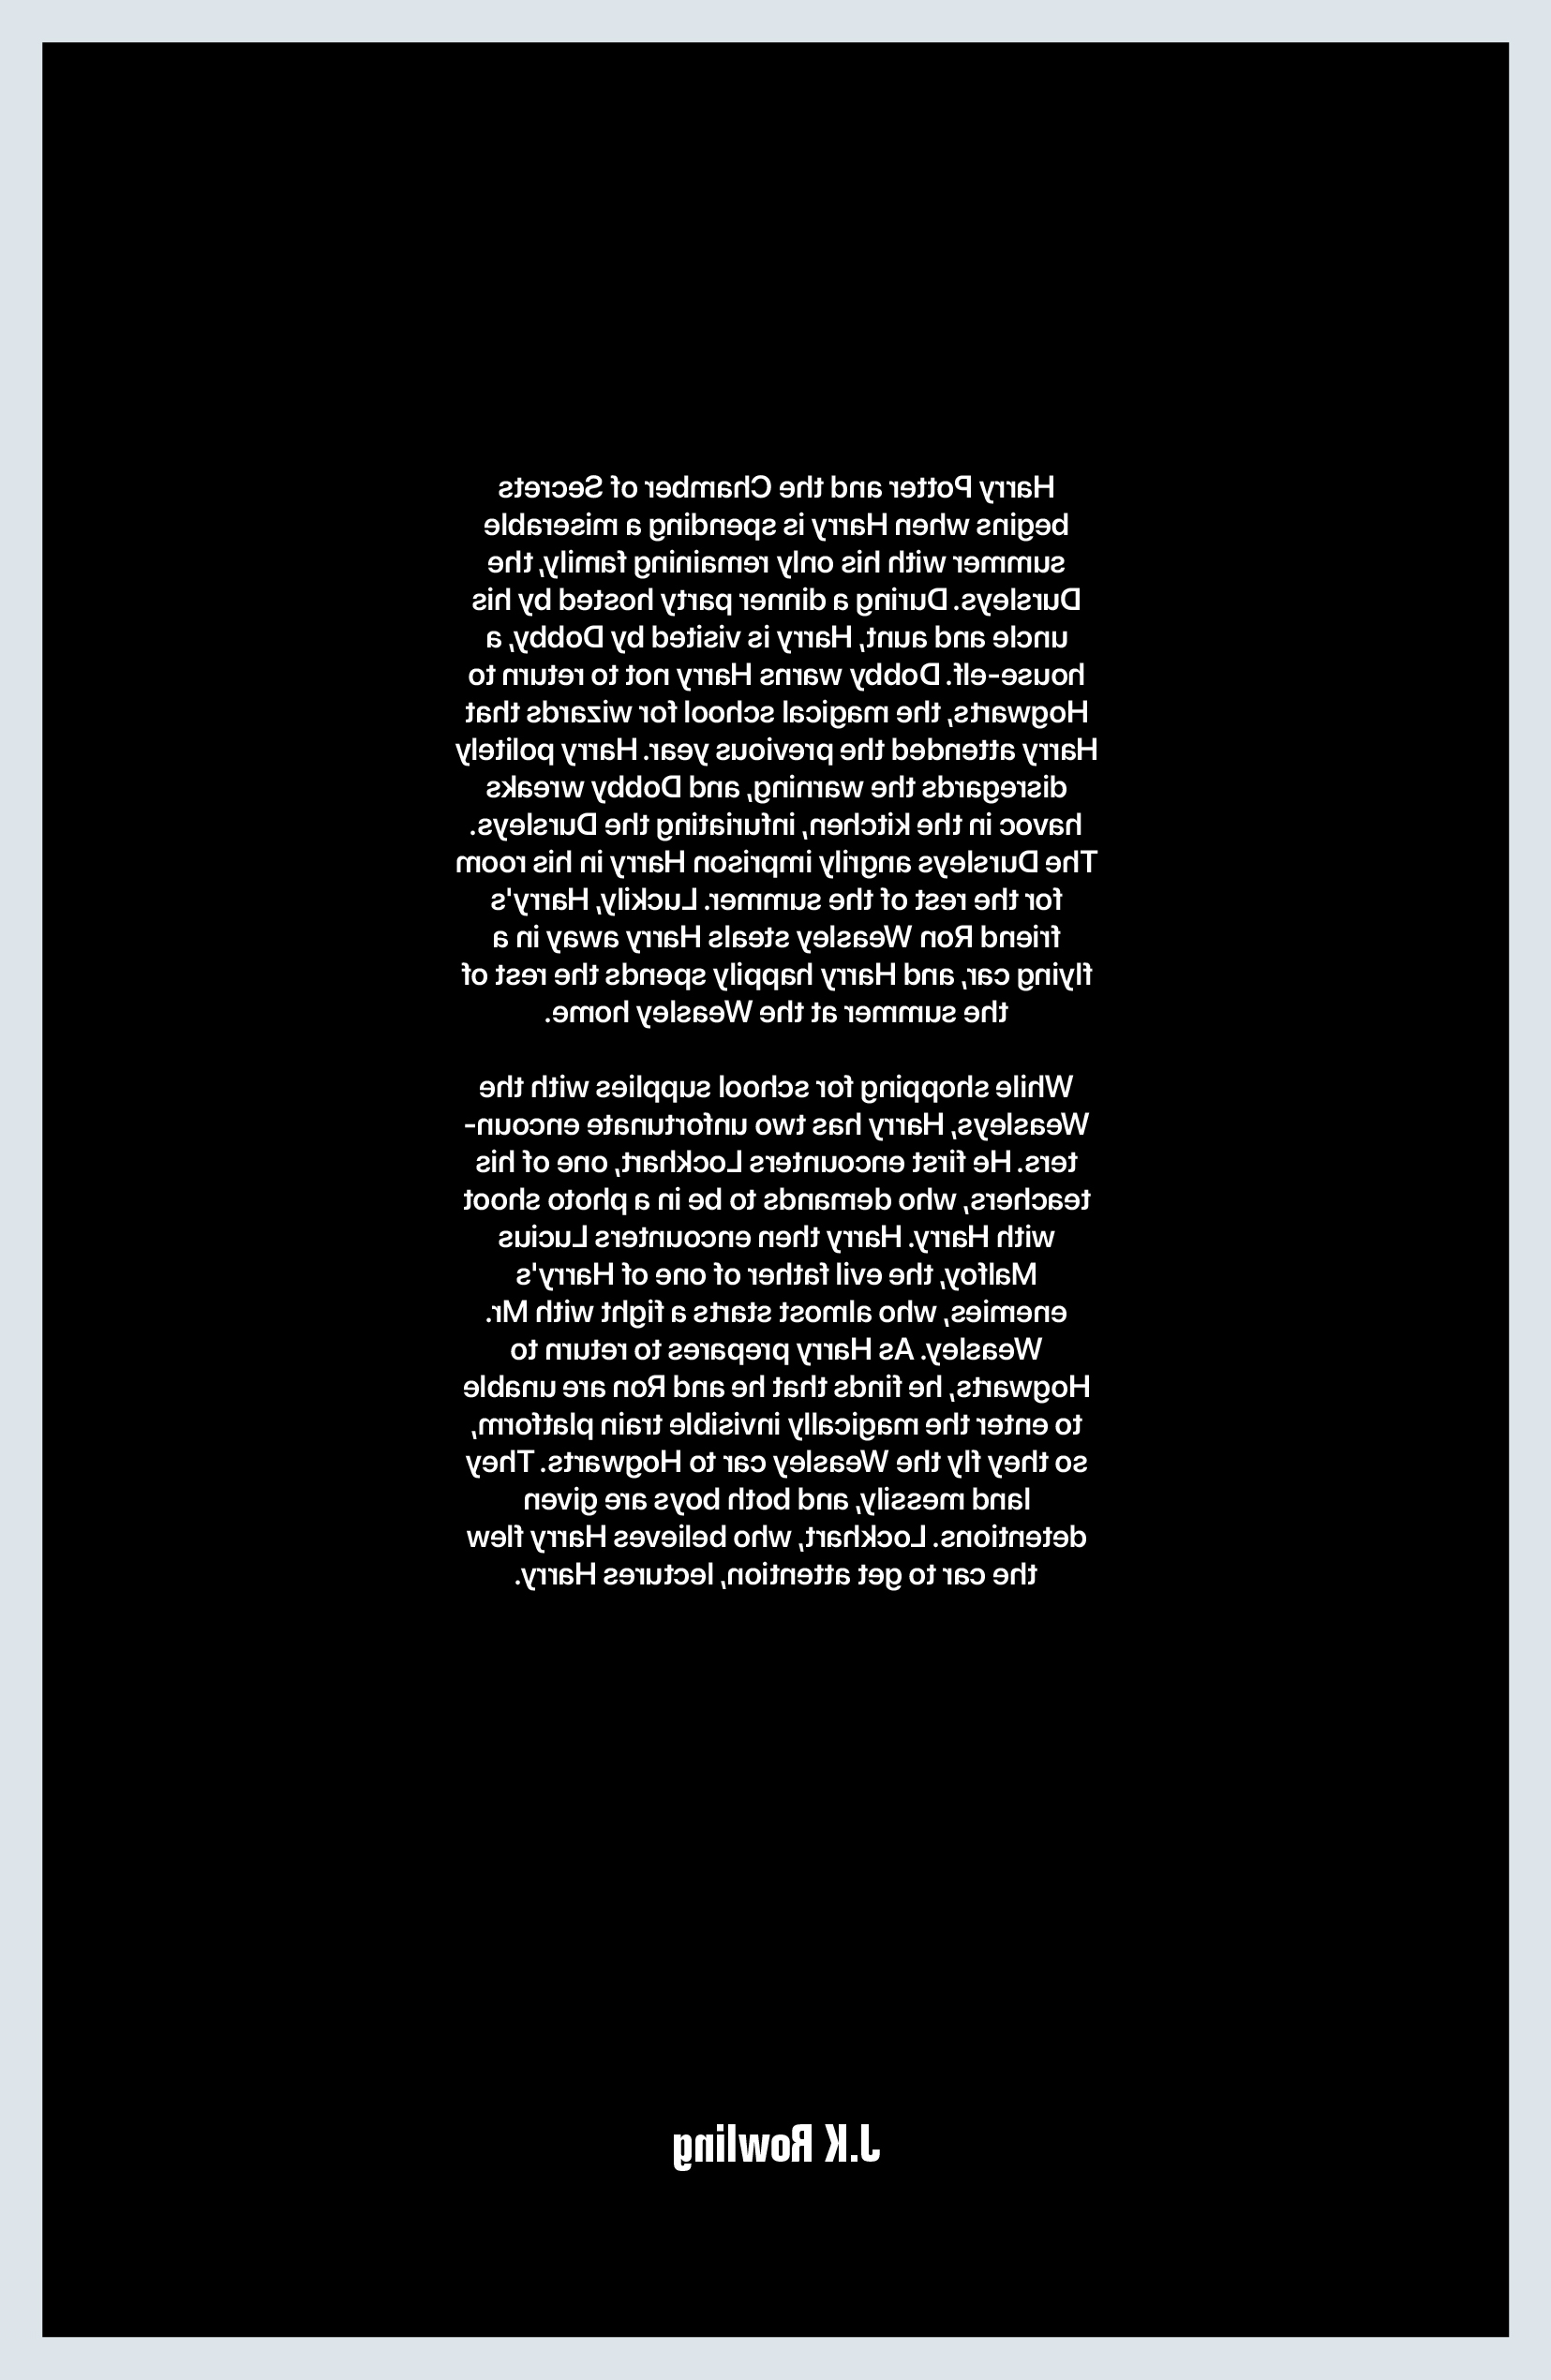 Harry Potter and the Chamber of Secrets
begins when Harry is spending a miserable
summer with his only remaining family, the
Dursleys. During a dinner party hosted by his
uncle and aunt, Harry is visited by Dobby, a
house-elf. Dobby warns Harry not to return to
Hogwarts, the magical school for wizards that
Harry attended the previous year. Harry politely
disregards the warning, and Dobby wreaks
havoc in the kitchen, infuriating the Dursleys.
The Dursleys angrily imprison Harry in his room
for the rest of the summer. Luckily, Harry's
friend Ron Weasley steals Harry away in a
flying car, and Harry happily spends the rest of
the summer at the Weasley home.
While shopping for school supplies with the
Weasleys, Harry has two unfortunate encoun-
ters. He first encounters Lockhart, one of his
teachers, who demands to be in a photo shoot
with Harry. Harry then encounters Lucius
Malfoy, the evil father of one of Harry's
enemies, who almost starts a fight with Mr.
Weasley. As Harry prepares to return to
Hogwarts, he finds that he and Ron are unable
to enter the magically invisible train platform,
so they fly the Weasley car to Hogwarts. They
land messily, and both boys are given
detentions. Lockhart, who believes Harry flew
the car to get attention, lectures Harry.
J.K Rowling